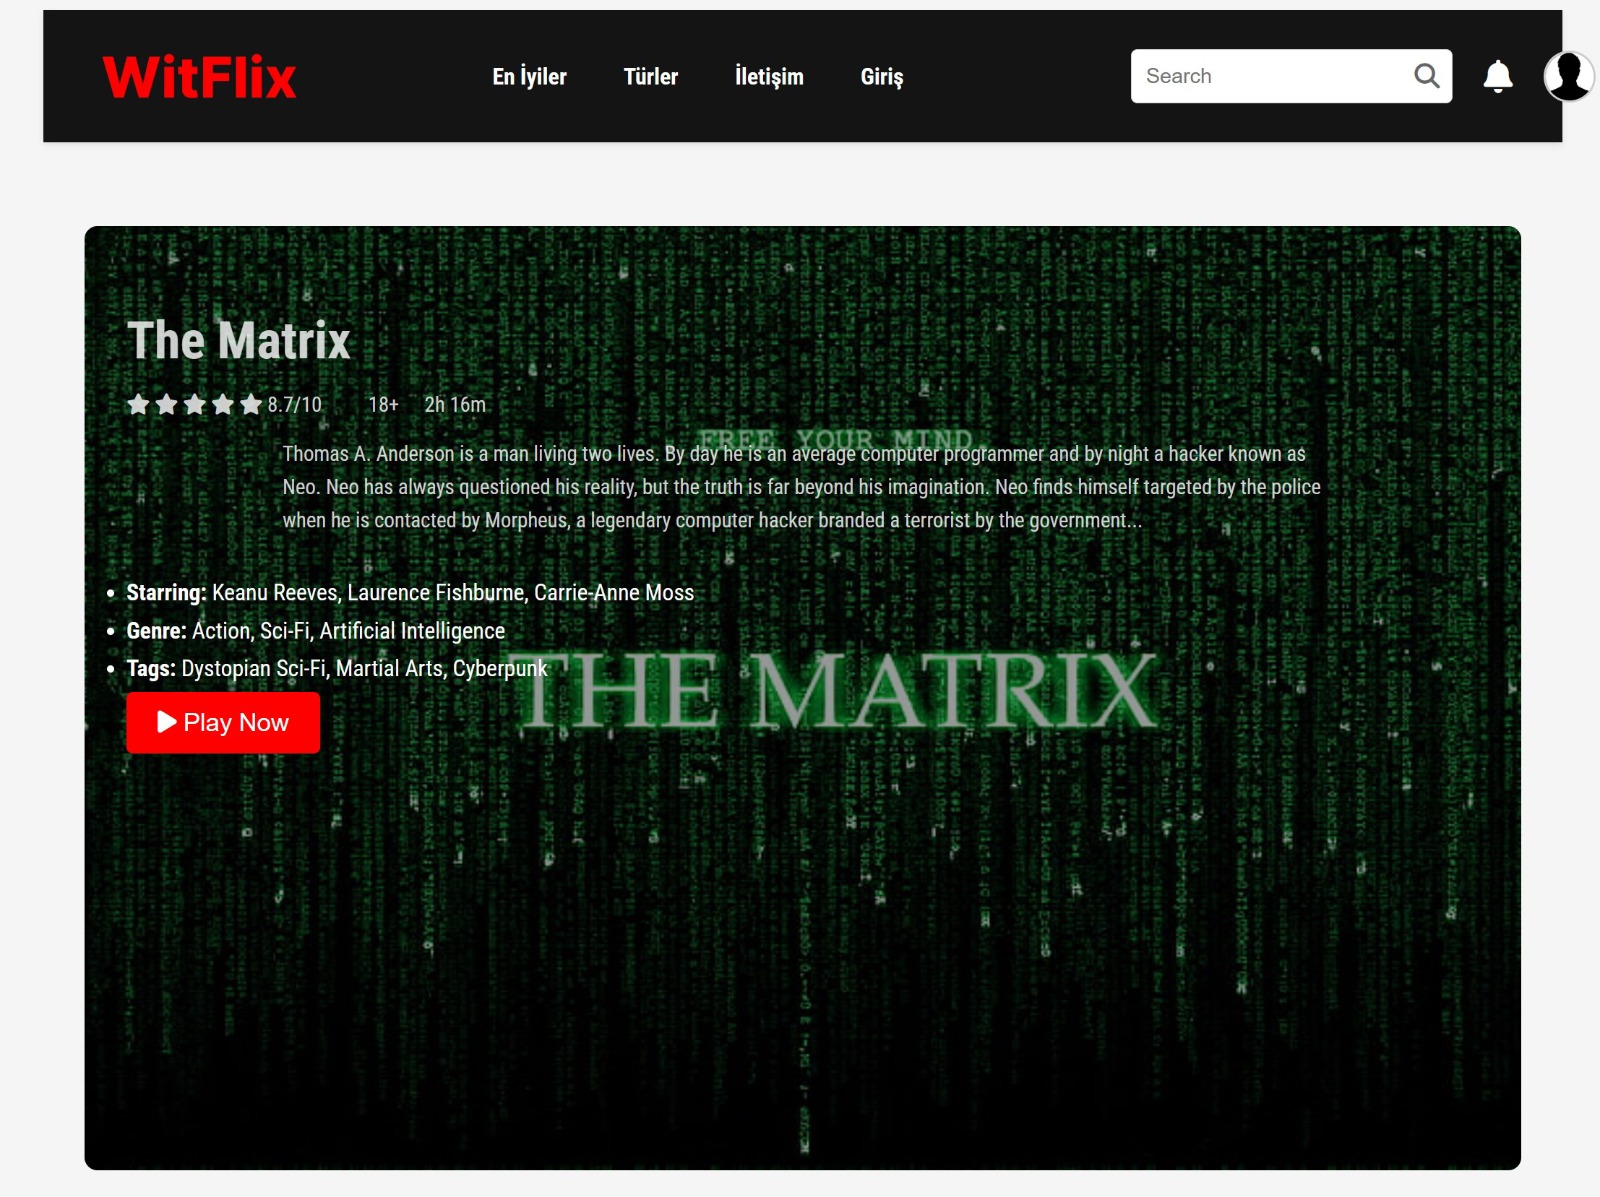 WitFlix
En İyiler
Türler
İletişim
Giriş
Search
The Matrix
8.7/10 18+ 2h 16m
FREE YOUR MIND.
Thomas A. Anderson is a man living two lives. By day he is an average computer programmer and by night a hacker known as
Neo. Neo has always questioned his reality, but the truth is far beyond his imagination. Neo finds himself targeted by the police
when he is contacted by Morpheus, a legendary computer hacker branded a terrorist by the government...
• Starring: Keanu Reeves, Laurence Fishburne, Carrie-Anne Moss
• Genre: Action, Sci-Fi, Artificial Intelligence
• Tags: Dystopian Sci-Fi, Martial Arts, Cyberpunk
THE MATRIX
Play Now